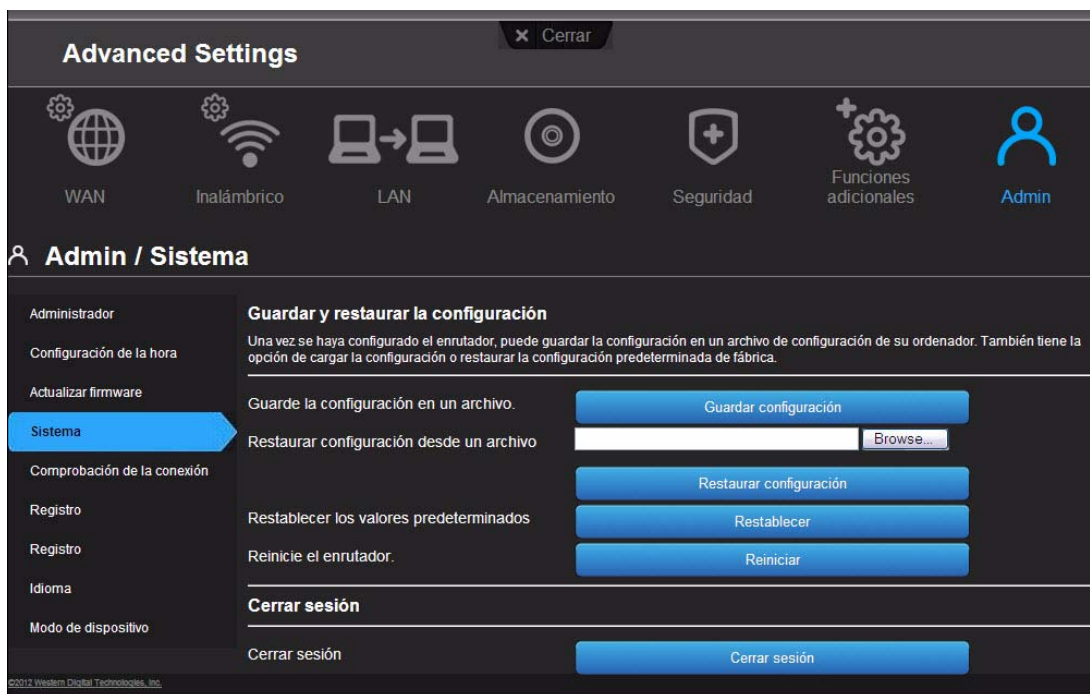 Advanced Settings
× Cerrar
WAN
Inalámbrico
LAN
Almacenamiento
Seguridad
Funciones
adicionales
Admin
Admin / Sistema
Administrador
Configuración de la hora
Actualizar firmware
Sistema
Comprobación de la conexión
Registro
Registro
Idioma
Modo de dispositivo
Guardar y restaurar la configuración
Una vez se haya configurado el enrutador, puede guardar la configuración en un archivo de configuración de su ordenador. También tiene la
opción de cargar la configuración o restaurar la configuración predeterminada de fábrica.
Guarde la configuración en un archivo.
Guardar configuración
Restaurar configuración desde un archivo
Browse...
Restaurar configuración
Restablecer los valores predeterminados
Restablecer
Reinicie el enrutador.
Reiniciar
Cerrar sesión
Cerrar sesión
Cerrar sesión
©2012 Western Digital Technologies, Inc.